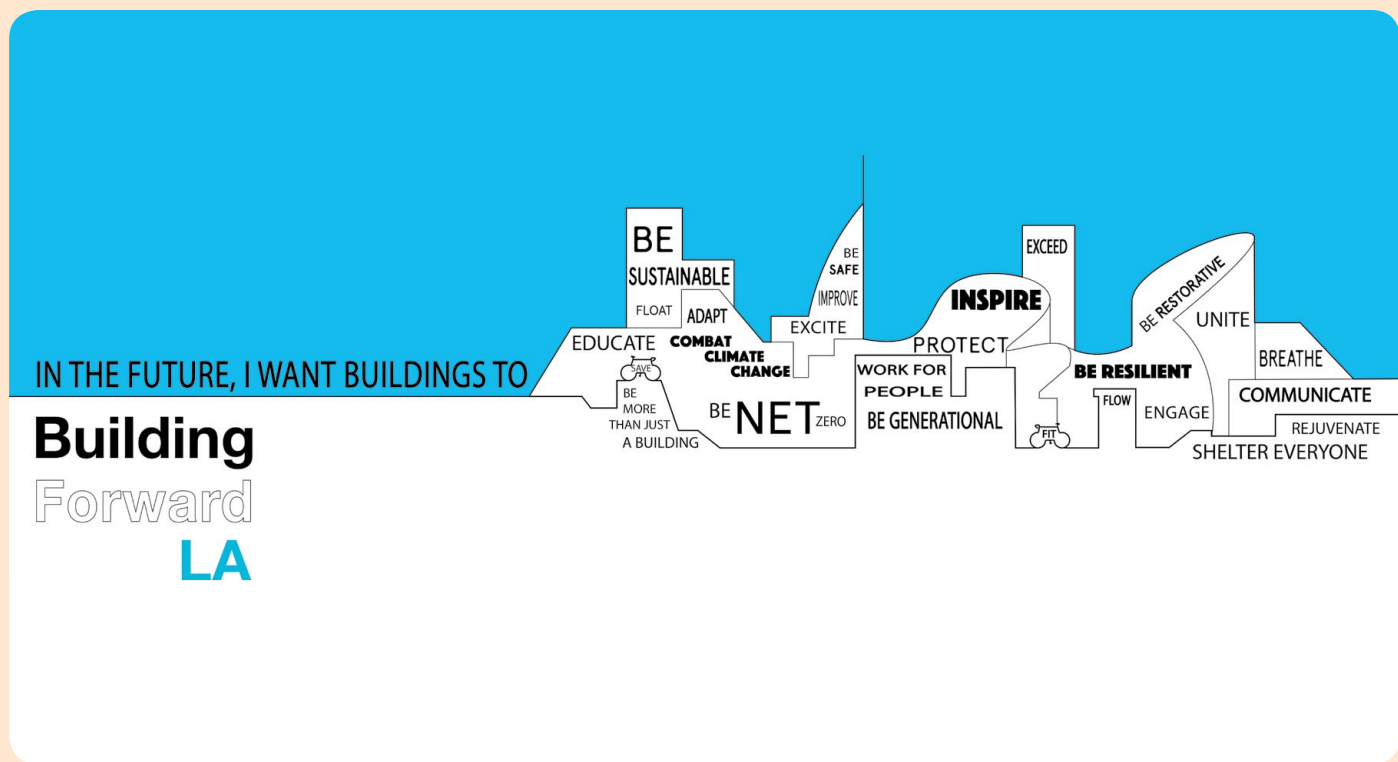 IN THE FUTURE, I WANT BUILDINGS TO
Building
Forward
LA
BE
SUSTAINABLE
FLOAT
ADAPT
EDUCATE
COMBAT
CLIMATE
CHANGE
SAVE
BE
MORE
THAN JUST
A BUILDING
BE NET ZERO
BE
SAFE
IMPROVE
EXCITE
WORK FOR
PEOPLE
BE GENERATIONAL
INSPIRE
PROTECT
EXCEED
FIT
BE RESILIENT
FLOW
ENGAGE
BE RESTORATIVE
UNITE
BREATHE
COMMUNICATE
REJUVENATE
SHELTER EVERYONE